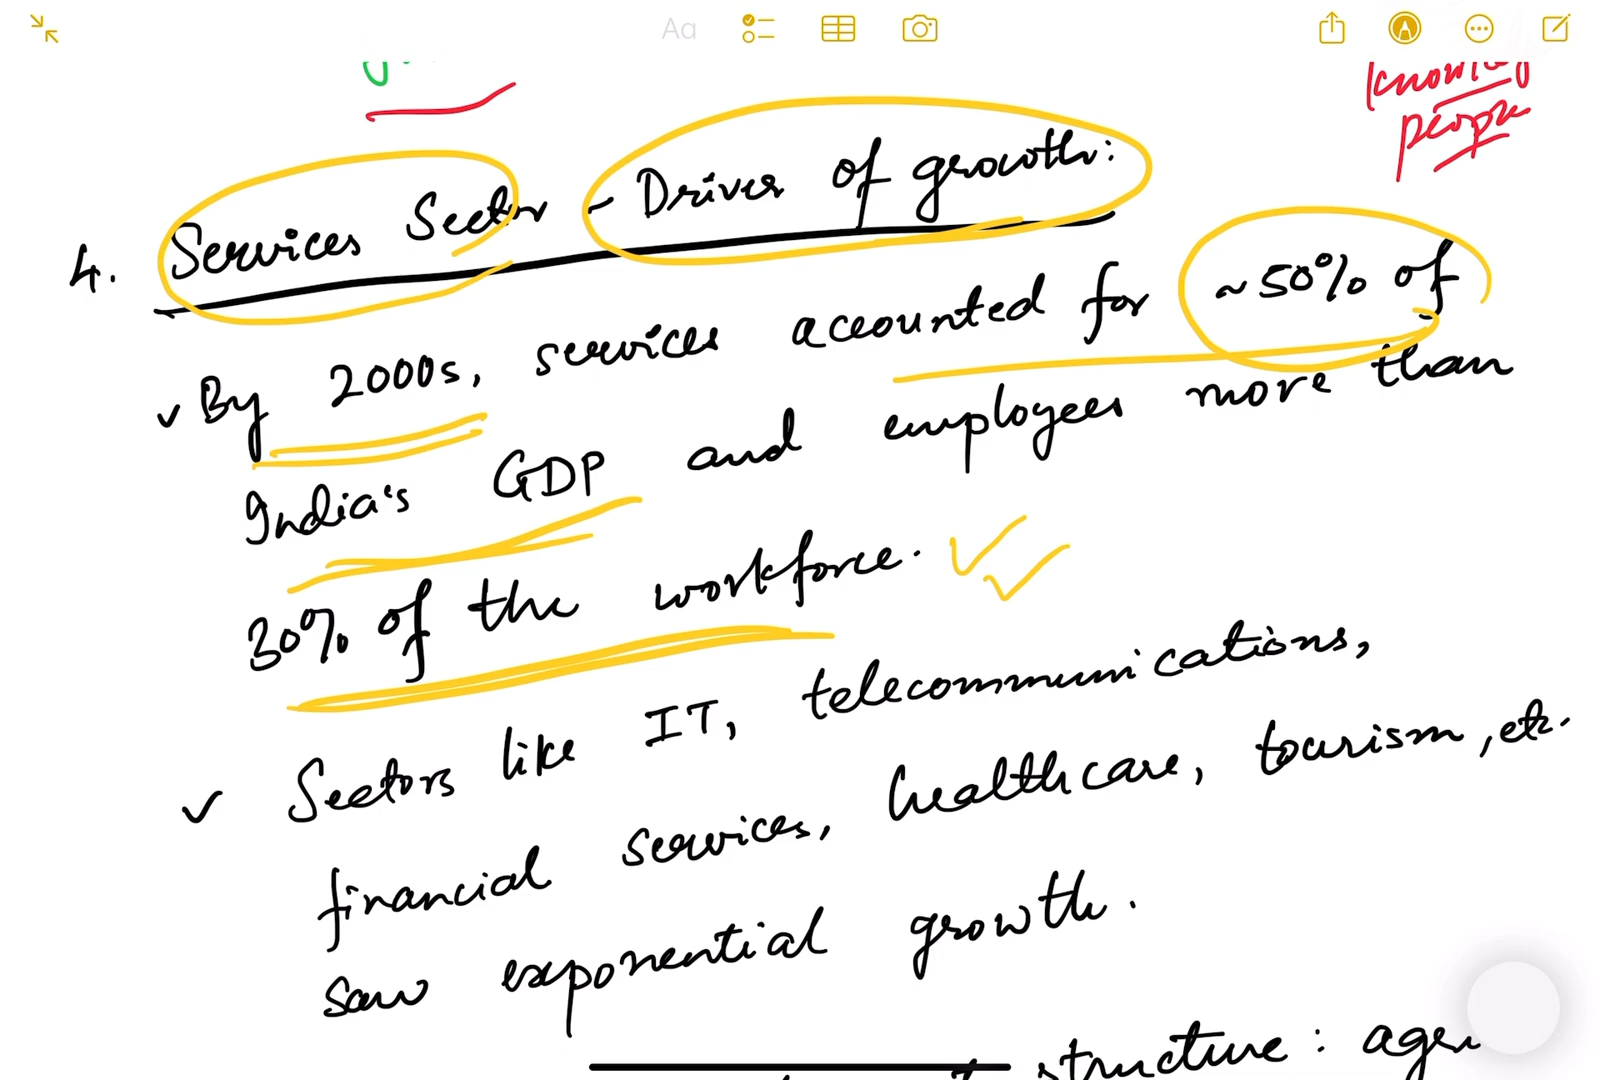 Aa
people
4. Services Sector - Driver of growth:
By 2000s, services accounted for ~50% of
India's GDP and employees more than
30% of the workforce.
Sectors like IT, telecommunications,
financial services, healthcare, tourism, etc.
saw exponential growth.
structure: